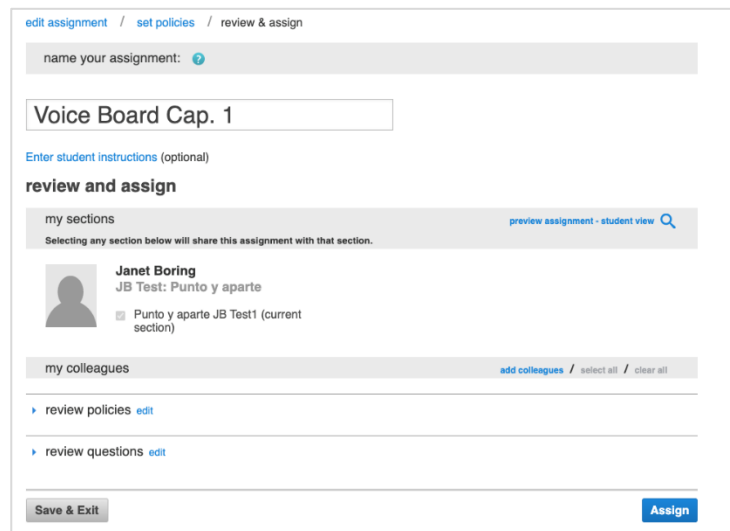 edit assignment / set policies / review & assign
name your assignment: ?
Voice Board Cap. 1
Enter student instructions (optional)
review and assign
my sections
preview assignment - student view
Selecting any section below will share this assignment with that section.
Janet Boring
JB Test: Punto y aparte
Punto y aparte JB Test1 (current
section)
my colleagues
add colleagues / select all / clear all
review policies edit
review questions edit
Save & Exit
Assign